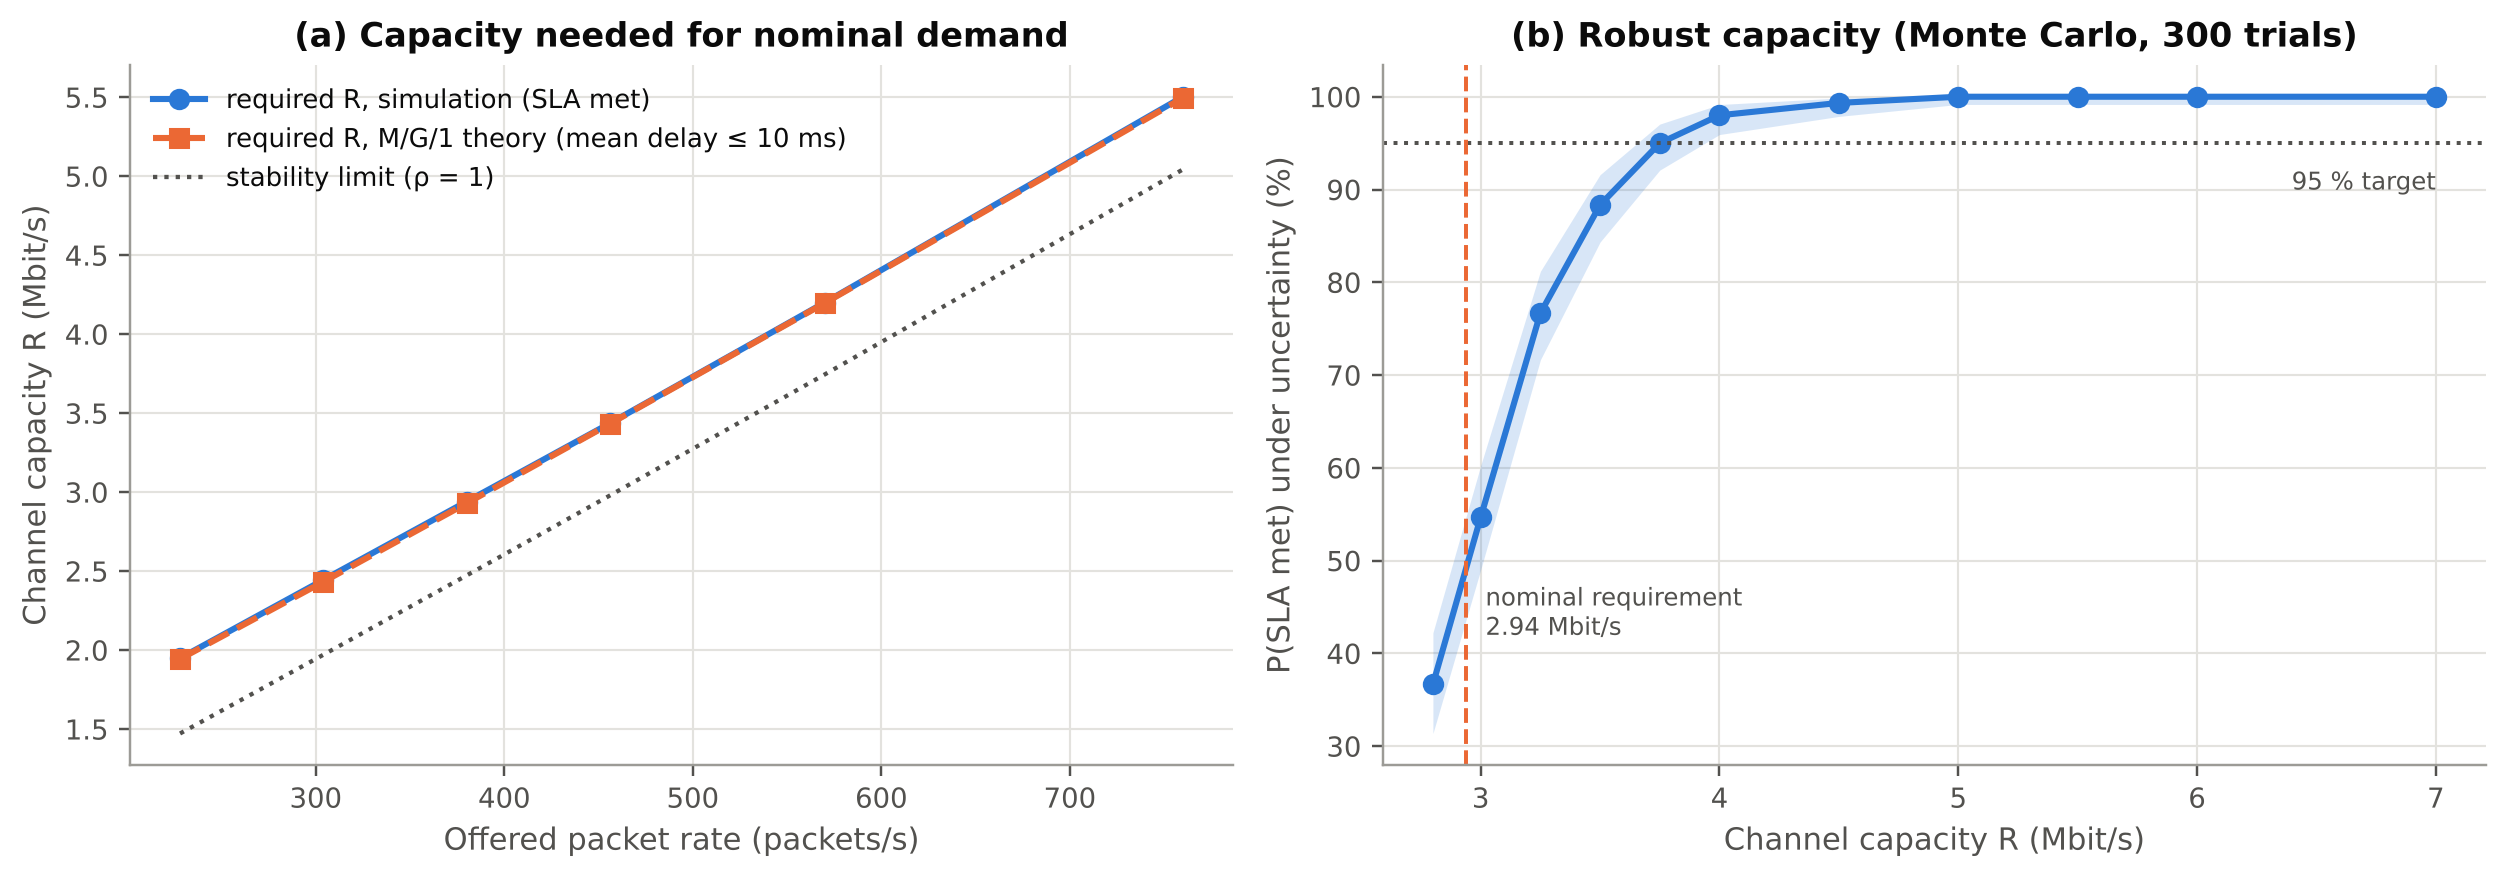 (a) Capacity needed for nominal demand
required R, simulation (SLA met)
required R, M/G/1 theory (mean delay ≤ 10 ms)
stability limit (ρ = 1)
Channel capacity R (Mbit/s)
5.5
5.0
4.5
4.0
3.5
3.0
2.5
2.0
1.5
300 400 500 600 700
Offered packet rate (packets/s)
(b) Robust capacity (Monte Carlo, 300 trials)
P(SLA met) under uncertainty (%)
100
90
80
70
60
50
40
30
95 % target
nominal requirement
2.94 Mbit/s
3 4 5 6 7
Channel capacity R (Mbit/s)